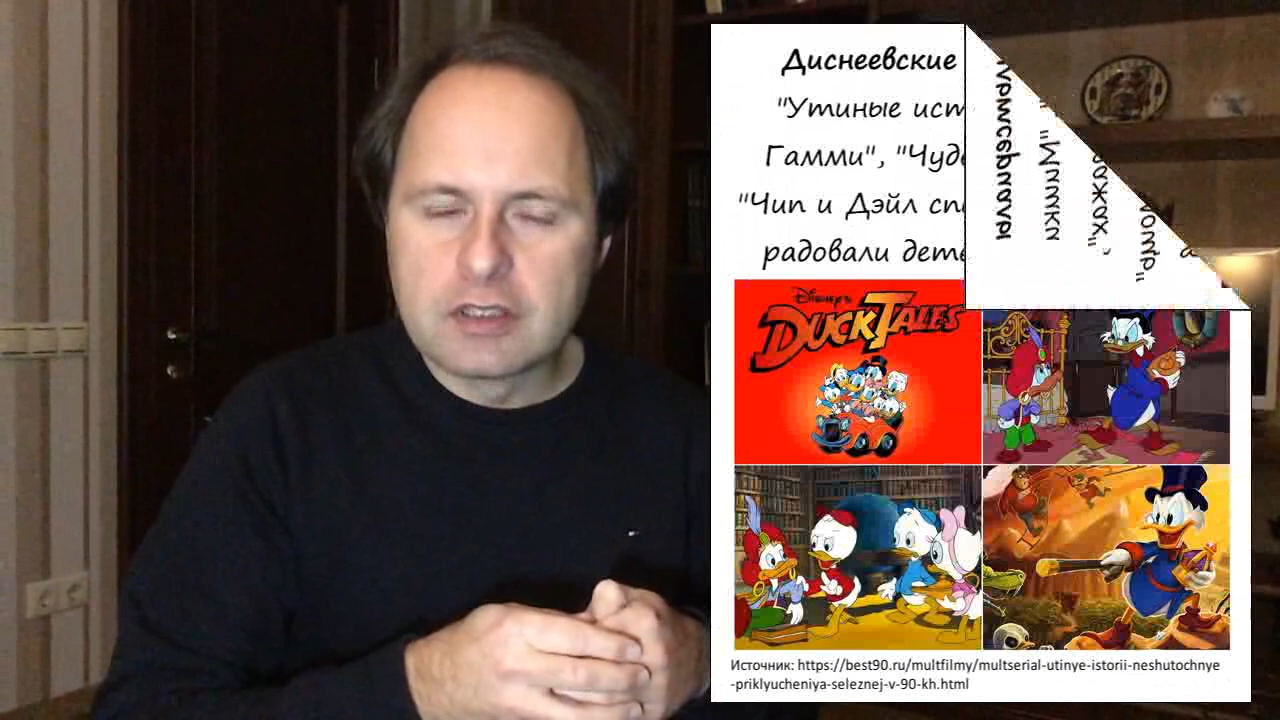 Диснеевские
"Утиные ист
Гамми", "Чуд
"Чип и Дэйл сп
радовали дет
DISNEY'S
DUCKTALES
Источник: https://best90.ru/multfilmy/multserial-utinye-istorii-neshutochnye
-priklyucheniya-seleznej-v-90-kh.html